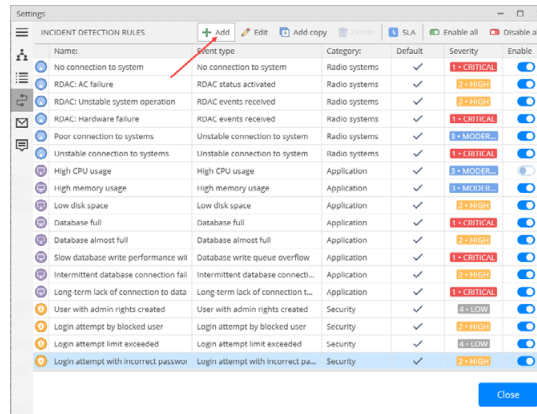 Settings
INCIDENT DETECTION RULES Add Edit Add copy Delete SLA Enable all Disable a
Name: Event type Category: Default Severity Enable
No connection to system No connection to system Radio systems 1 • CRITICAL
RDAC: AC failure RDAC status activated Radio systems 2 • HIGH
RDAC: Unstable system operation RDAC events received Radio systems 2 • HIGH
RDAC: Hardware failure RDAC events received Radio systems 1 • CRITICAL
Poor connection to systems Unstable connection to system Radio systems 3 • MODER...
Unstable connection to systems Unstable connection to system Radio systems 1 • CRITICAL
High CPU usage High CPU usage Application 3 • MODER...
High memory usage High memory usage Application 3 • MODER...
Low disk space Low disk space Application 2 • HIGH
Database full Database full Application 1 • CRITICAL
Database almost full Database almost full Application 2 • HIGH
Slow database write performance wit Database write queue overflow Application 1 • CRITICAL
Intermittent database connection fail Intermittent database connecti... Application 2 • HIGH
Long-term lack of connection to data Long-term lack of connection t... Application 1 • CRITICAL
User with admin rights created User with admin rights created Security 4 • LOW
Login attempt by blocked user Login attempt by blocked user Security 2 • HIGH
Login attempt limit exceeded Login attempt limit exceeded Security 4 • LOW
Login attempt with incorrect passwor Login attempt with incorrect pa... Security 2 • HIGH
Close